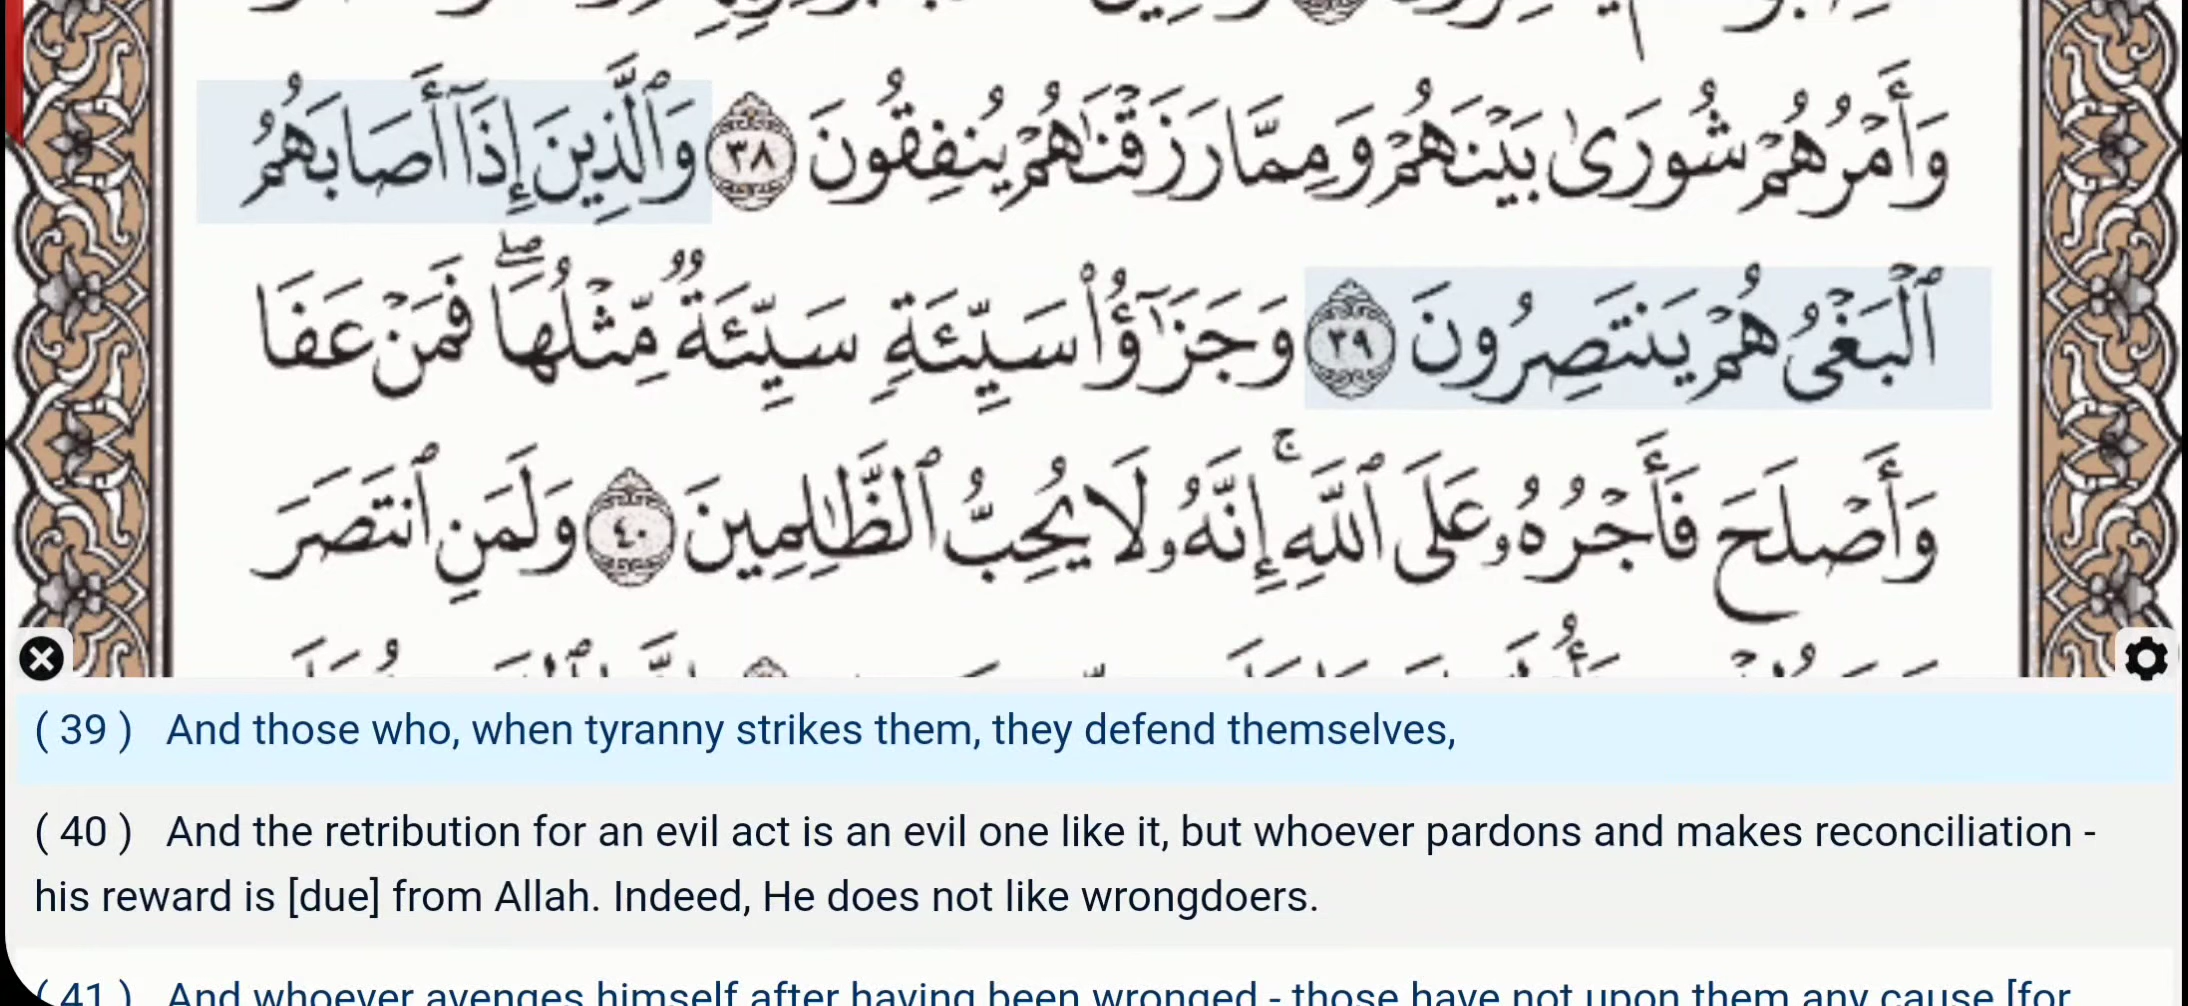 وَأَمْرُهُمْ شُورَىٰ بَيْنَهُمْ وَمِمَّا رَزَقْنَٰهُمْ يُنفِقُونَ ٣٨ وَٱلَّذِينَ إِذَآ أَصَابَهُمُ
ٱلْبَغْىُ هُمْ يَنتَصِرُونَ ٣٩ وَجَزَٰٓؤُا۟ سَيِّئَةٍ سَيِّئَةٌ مِّثْلُهَا ۖ فَمَنْ عَفَا
وَأَصْلَحَ فَأَجْرُهُۥ عَلَى ٱللَّهِ ۚ إِنَّهُۥ لَا يُحِبُّ ٱلظَّٰلِمِينَ ٤٠ وَلَمَنِ ٱنتَصَرَ
( 39 ) And those who, when tyranny strikes them, they defend themselves,
( 40 ) And the retribution for an evil act is an evil one like it, but whoever pardons and makes reconciliation -
his reward is [due] from Allah. Indeed, He does not like wrongdoers.
( 41 ) And whoever avenges himself after having been wronged - those have not upon them any cause [for